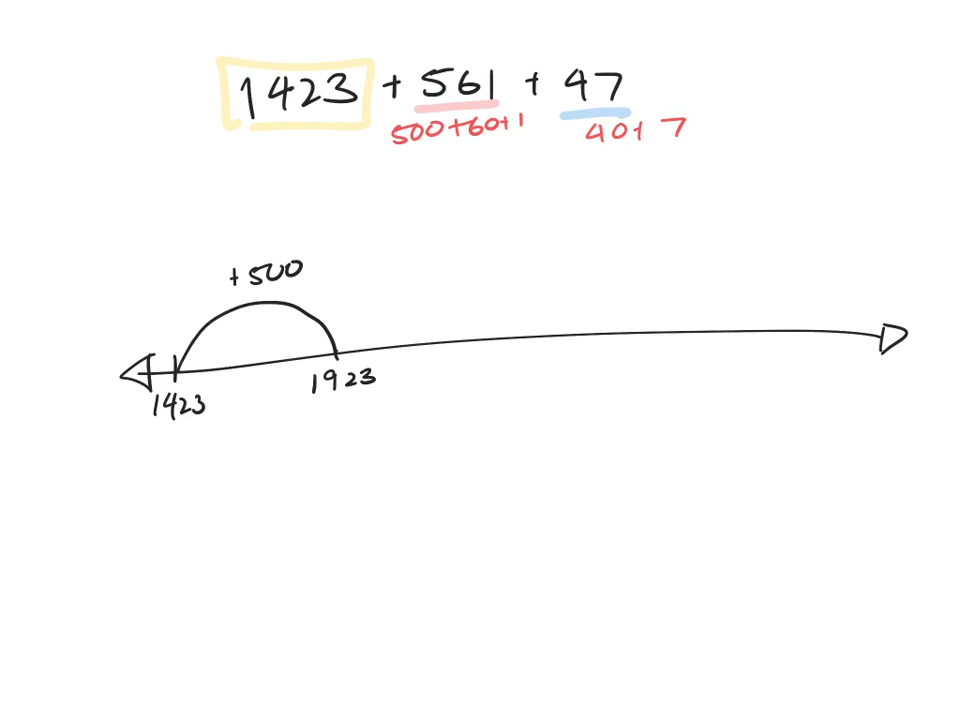 1423 + 561 + 47
500+60+1 40+ 7
+500
1423 1923